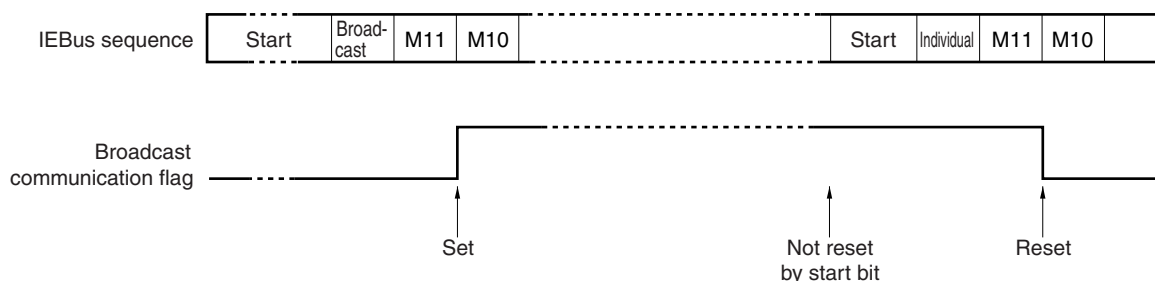 IEBus sequence
Start
Broad-
cast
M11
M10
Start
Individual
M11
M10
Broadcast
communication flag
Set
Not reset
by start bit
Reset